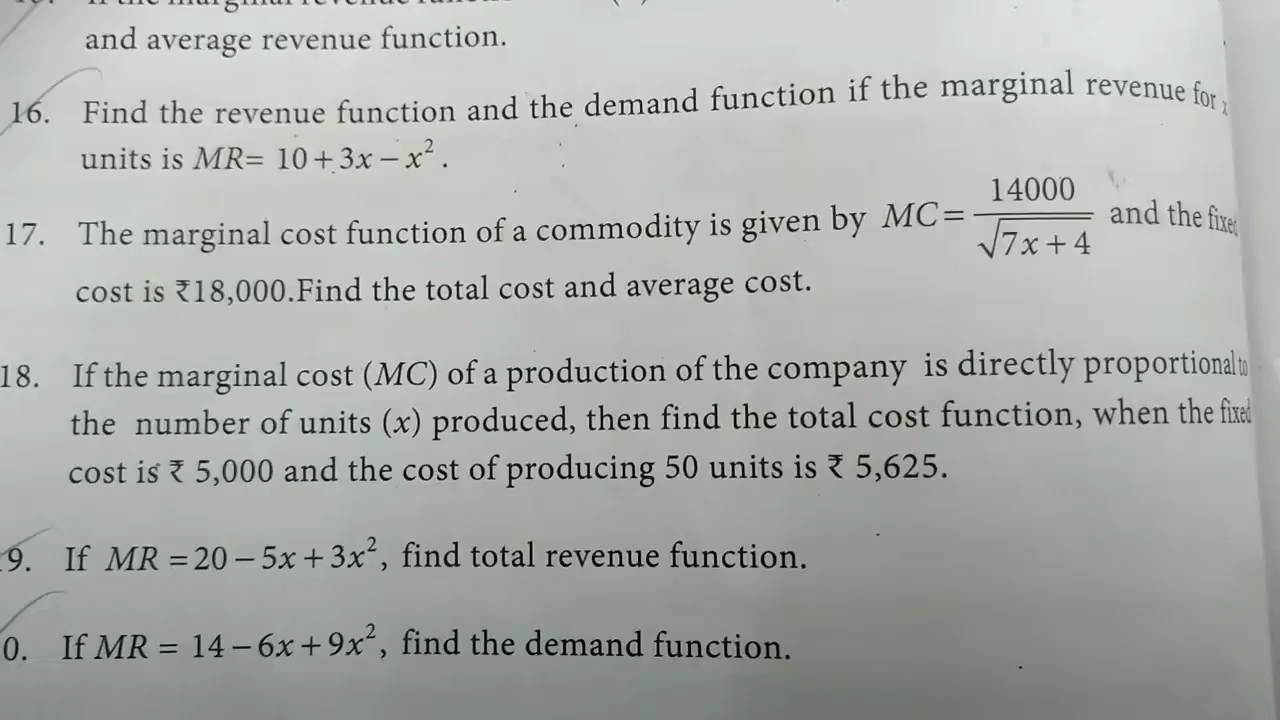 and average revenue function.
16. Find the revenue function and the demand function if the marginal revenue for x
units is MR= 10 + 3x – x².
17. The marginal cost function of a commodity is given by MC= 14000/√(7x + 4) and the fixed
cost is ₹18,000.Find the total cost and average cost.
18. If the marginal cost (MC) of a production of the company is directly proportional to
the number of units (x) produced, then find the total cost function, when the fixed
cost is ₹ 5,000 and the cost of producing 50 units is ₹ 5,625.
9. If MR = 20 – 5x + 3x², find total revenue function.
0. If MR = 14 – 6x + 9x², find the demand function.